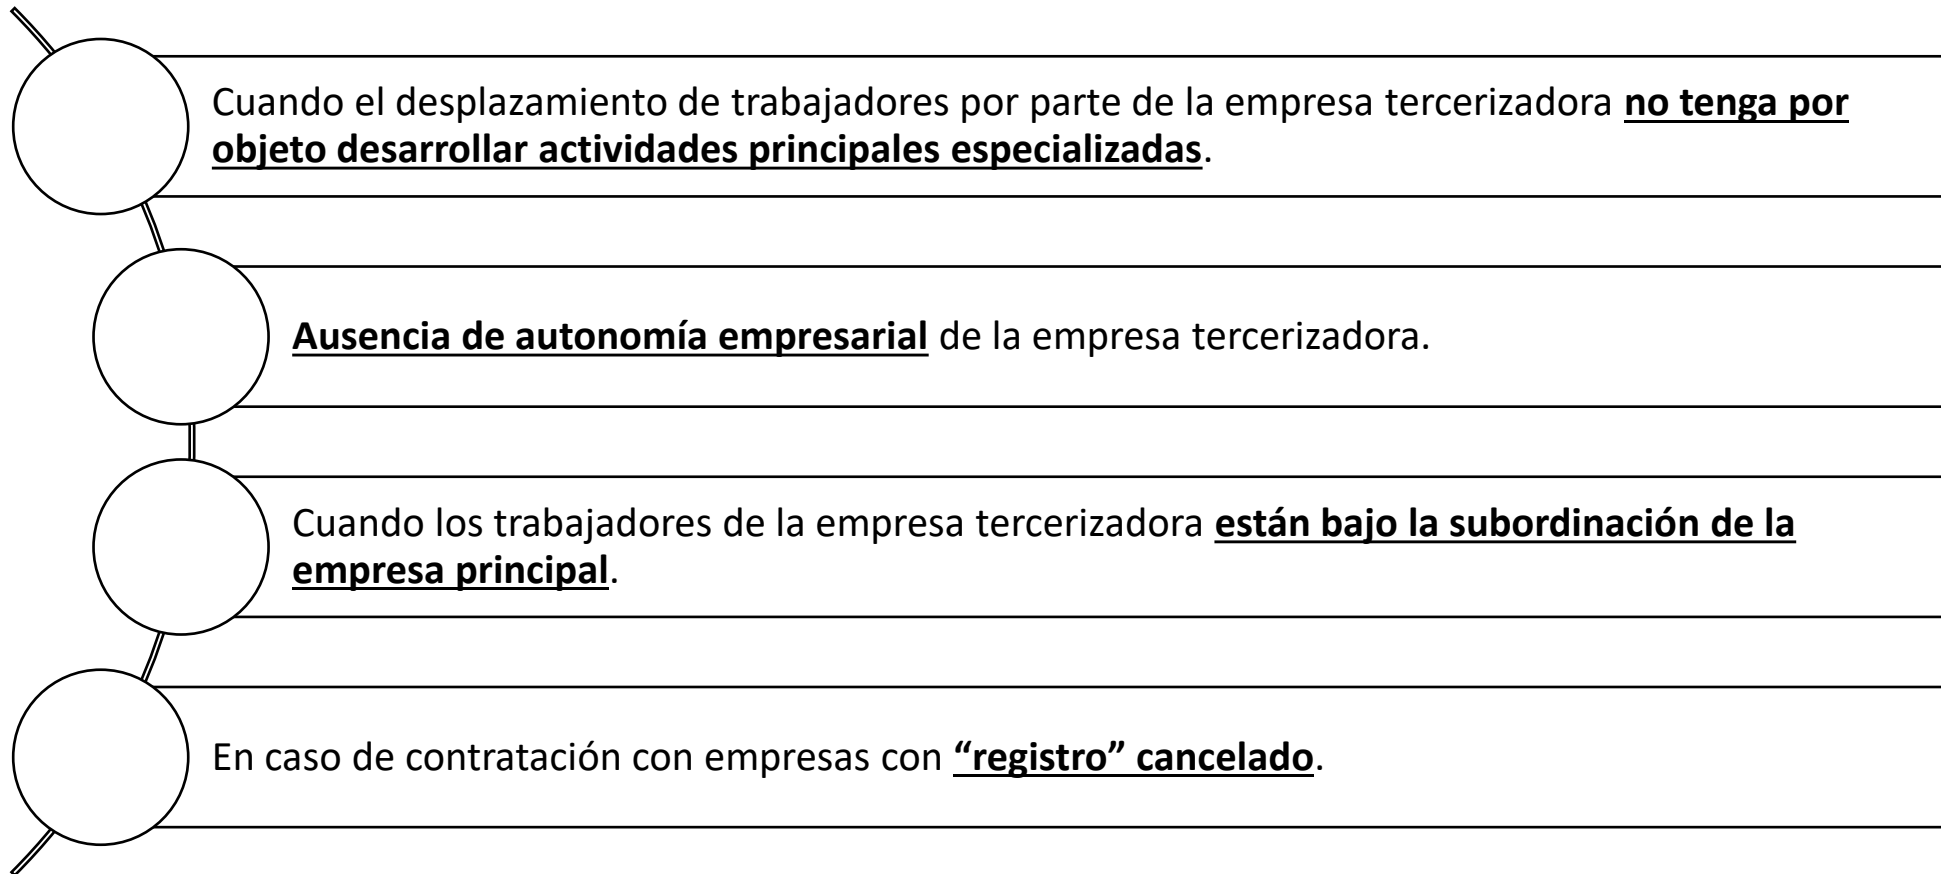 Cuando el desplazamiento de trabajadores por parte de la empresa tercerizadora no tenga por
objeto desarrollar actividades principales especializadas.
Ausencia de autonomía empresarial de la empresa tercerizadora.
Cuando los trabajadores de la empresa tercerizadora están bajo la subordinación de la
empresa principal.
En caso de contratación con empresas con “registro” cancelado.